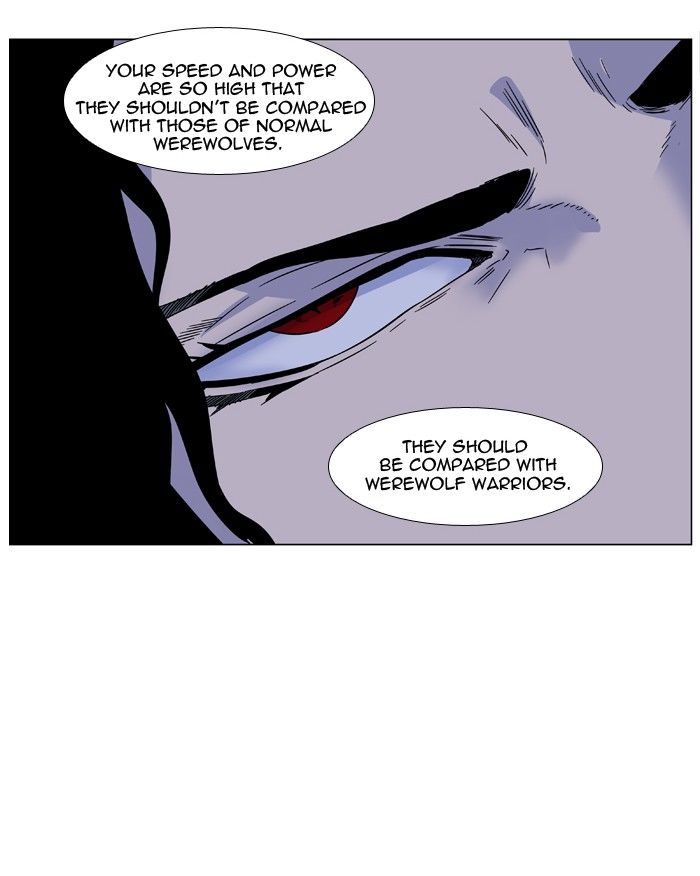 YOUR SPEED AND POWER
ARE SO HIGH THAT
THEY SHOULDN'T BE COMPARED
WITH THOSE OF NORMAL
WEREWOLVES.
THEY SHOULD
BE COMPARED WITH
WEREWOLF WARRIORS.